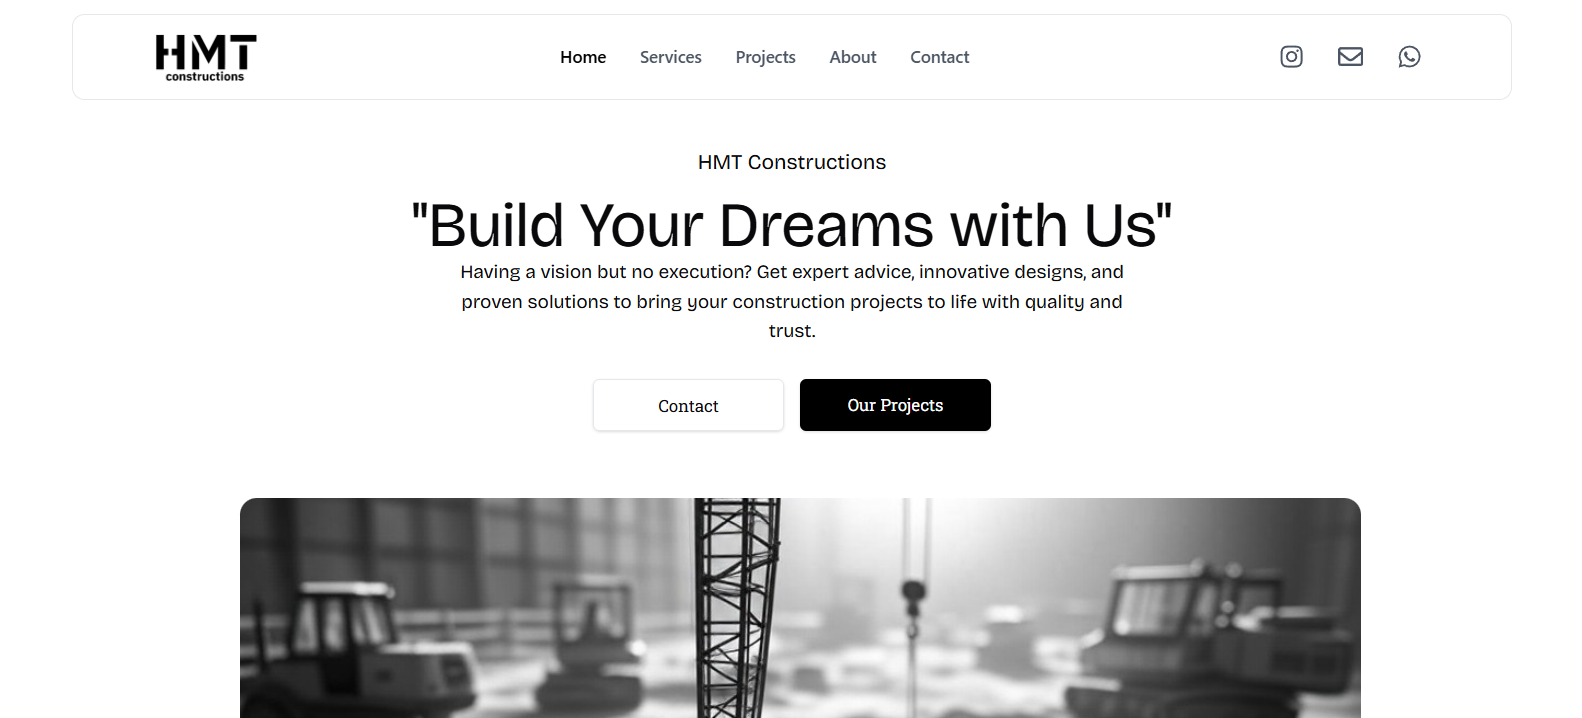 HMT
constructions
Home
Services
Projects
About
Contact
HMT Constructions
"Build Your Dreams with Us"
Having a vision but no execution? Get expert advice, innovative designs, and
proven solutions to bring your construction projects to life with quality and
trust.
Contact
Our Projects